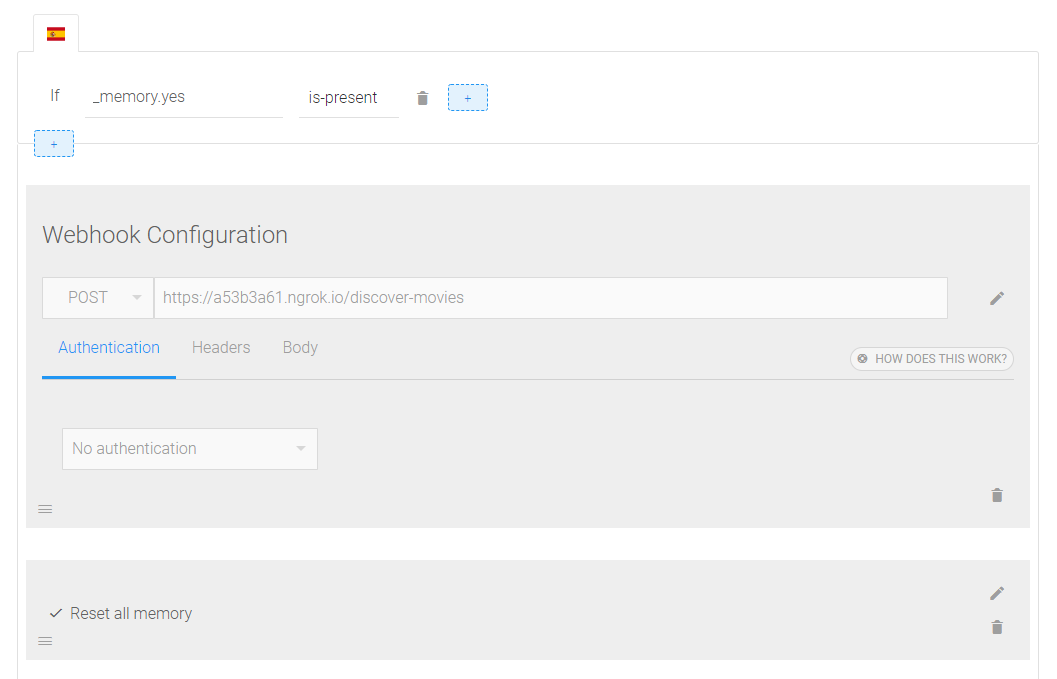 If _memory.yes is-present +
+
Webhook Configuration
POST https://a53b3a61.ngrok.io/discover-movies
Authentication Headers Body
HOW DOES THIS WORK?
No authentication
Reset all memory